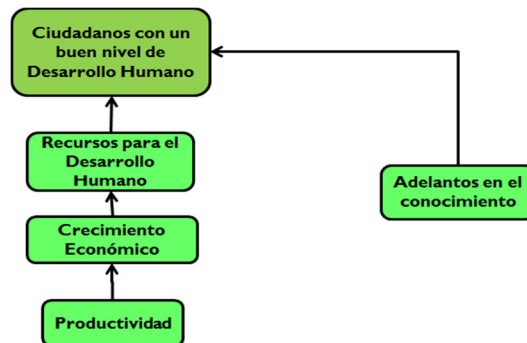 Ciudadanos con un
buen nivel de
Desarrollo Humano
Recursos para el
Desarrollo
Humano
Adelantos en el
conocimiento
Crecimiento
Económico
Productividad